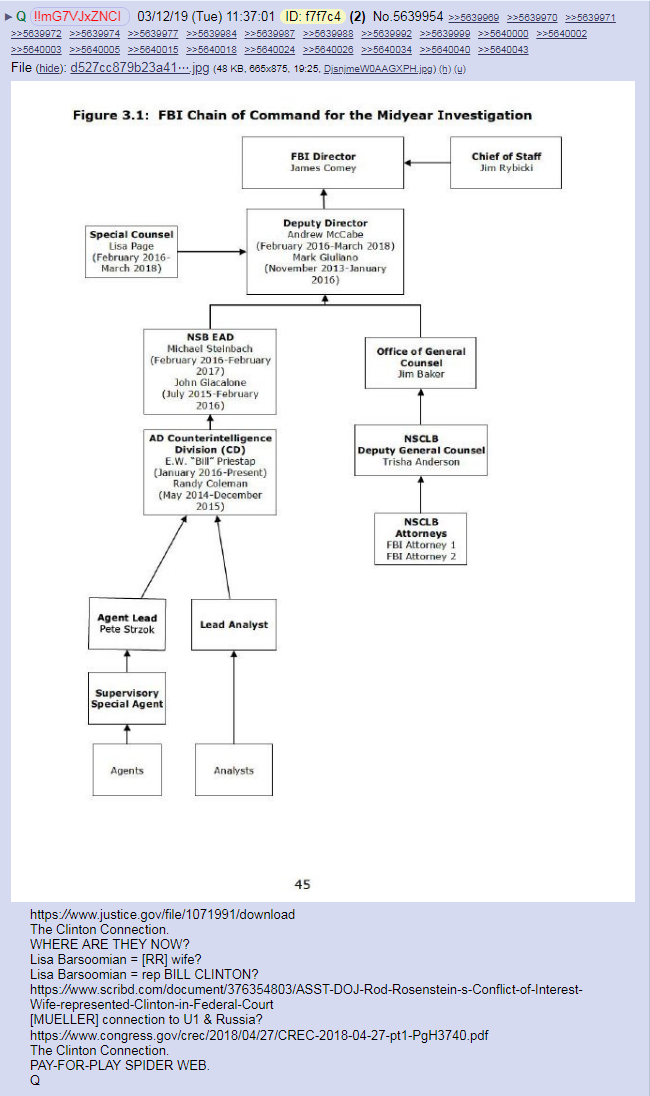 ▶ Q !!mG7VJxZNCI 03/12/19 (Tue) 11:37:01 ID: f7f7c4 (2) No.5639954 >>5639969 >>5639970 >>5639971
>>5639972 >>5639974 >>5639977 >>5639984 >>5639987 >>5639988 >>5639992 >>5639999 >>5640000 >>5640002
>>5640003 >>5640005 >>5640015 >>5640018 >>5640024 >>5640026 >>5640034 >>5640040 >>5640043
File (hide): d527cc879b23a41⋯.jpg (48 KB, 665x875, 19:25, DjsnjmeW0AAGXPH.jpg) (h) (u)
Figure 3.1: FBI Chain of Command for the Midyear Investigation
FBI Director
James Comey
Chief of Staff
Jim Rybicki
Deputy Director
Andrew McCabe
(February 2016-March 2018)
Mark Giuliano
(November 2013-January
2016)
Special Counsel
Lisa Page
(February 2016-
March 2018)
NSB EAD
Michael Steinbach
(February 2016-February
2017)
John Giacalone
(July 2015-February
2016)
Office of General
Counsel
Jim Baker
AD Counterintelligence
Division (CD)
E.W. "Bill" Priestap
(January 2016-Present)
Randy Coleman
(May 2014-December
2015)
NSCLB
Deputy General Counsel
Trisha Anderson
NSCLB
Attorneys
FBI Attorney 1
FBI Attorney 2
Agent Lead
Pete Strzok
Lead Analyst
Supervisory
Special Agent
Agents
Analysts
45
https://www.justice.gov/file/1071991/download
The Clinton Connection.
WHERE ARE THEY NOW?
Lisa Barsoomian = [RR] wife?
Lisa Barsoomian = rep BILL CLINTON?
https://www.scribd.com/document/376354803/ASST-DOJ-Rod-Rosenstein-s-Conflict-of-Interest-
Wife-represented-Clinton-in-Federal-Court
[MUELLER] connection to U1 & Russia?
https://www.congress.gov/crec/2018/04/27/CREC-2018-04-27-pt1-PgH3740.pdf
The Clinton Connection.
PAY-FOR-PLAY SPIDER WEB.
Q